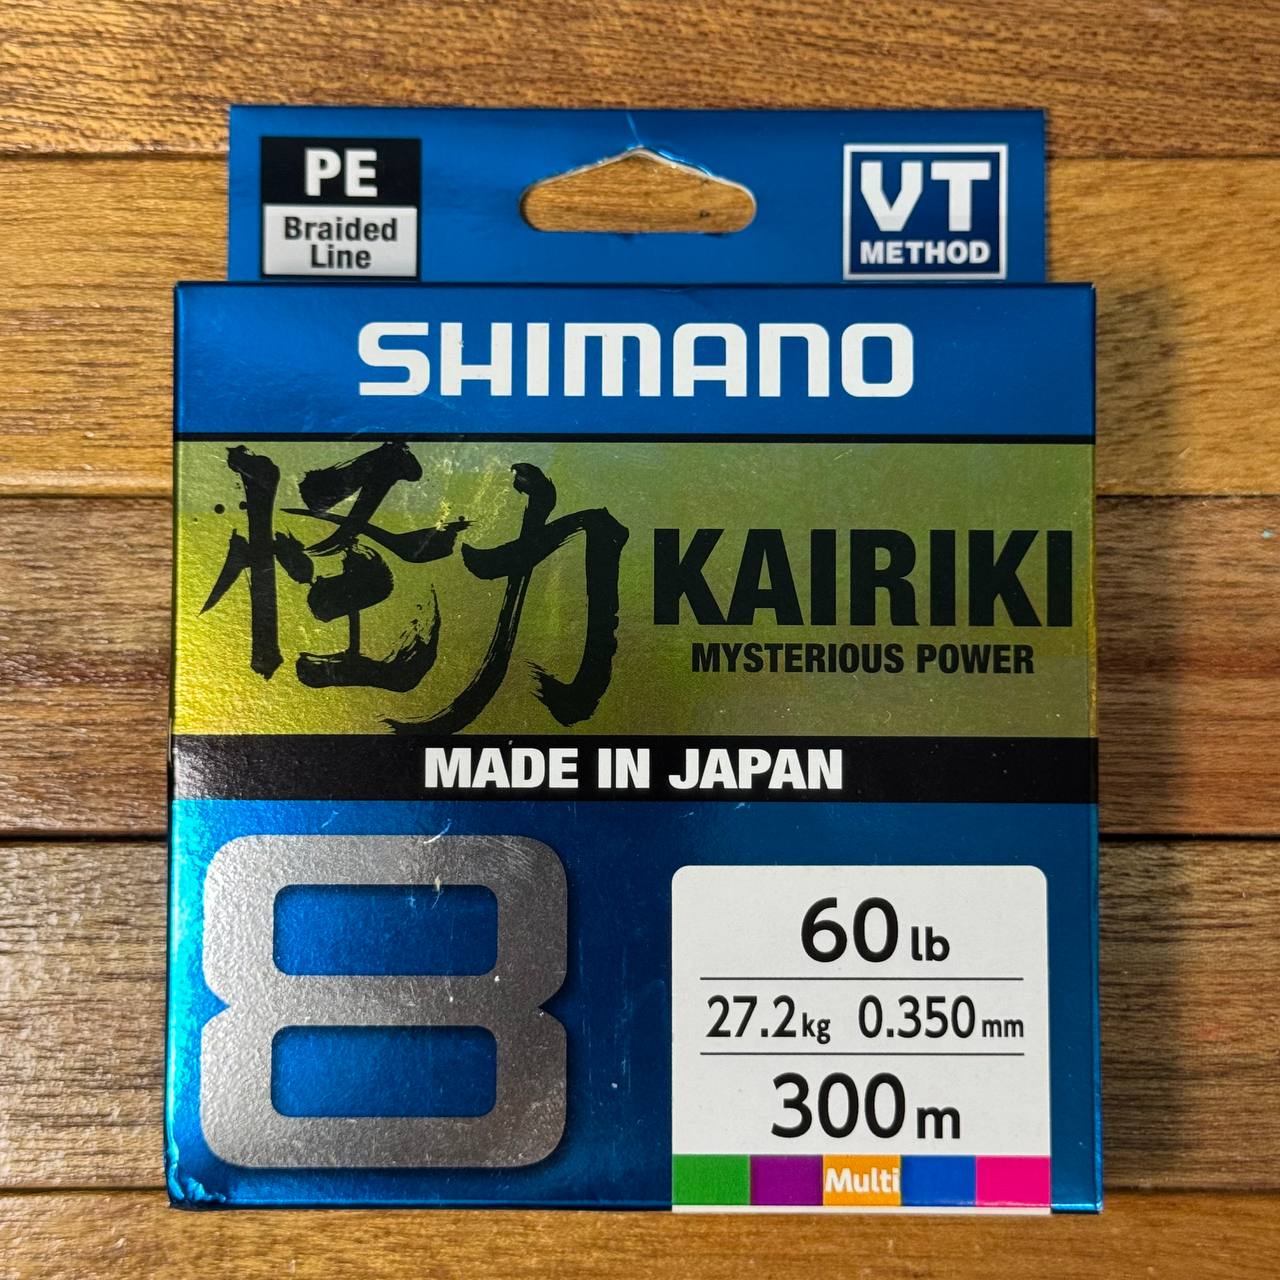 PE
Braided
Line
VT
METHOD
SHIMANO
怪力 KAIRIKI
MYSTERIOUS POWER
MADE IN JAPAN
8
60 lb
27.2kg 0.350mm
300m
Multi